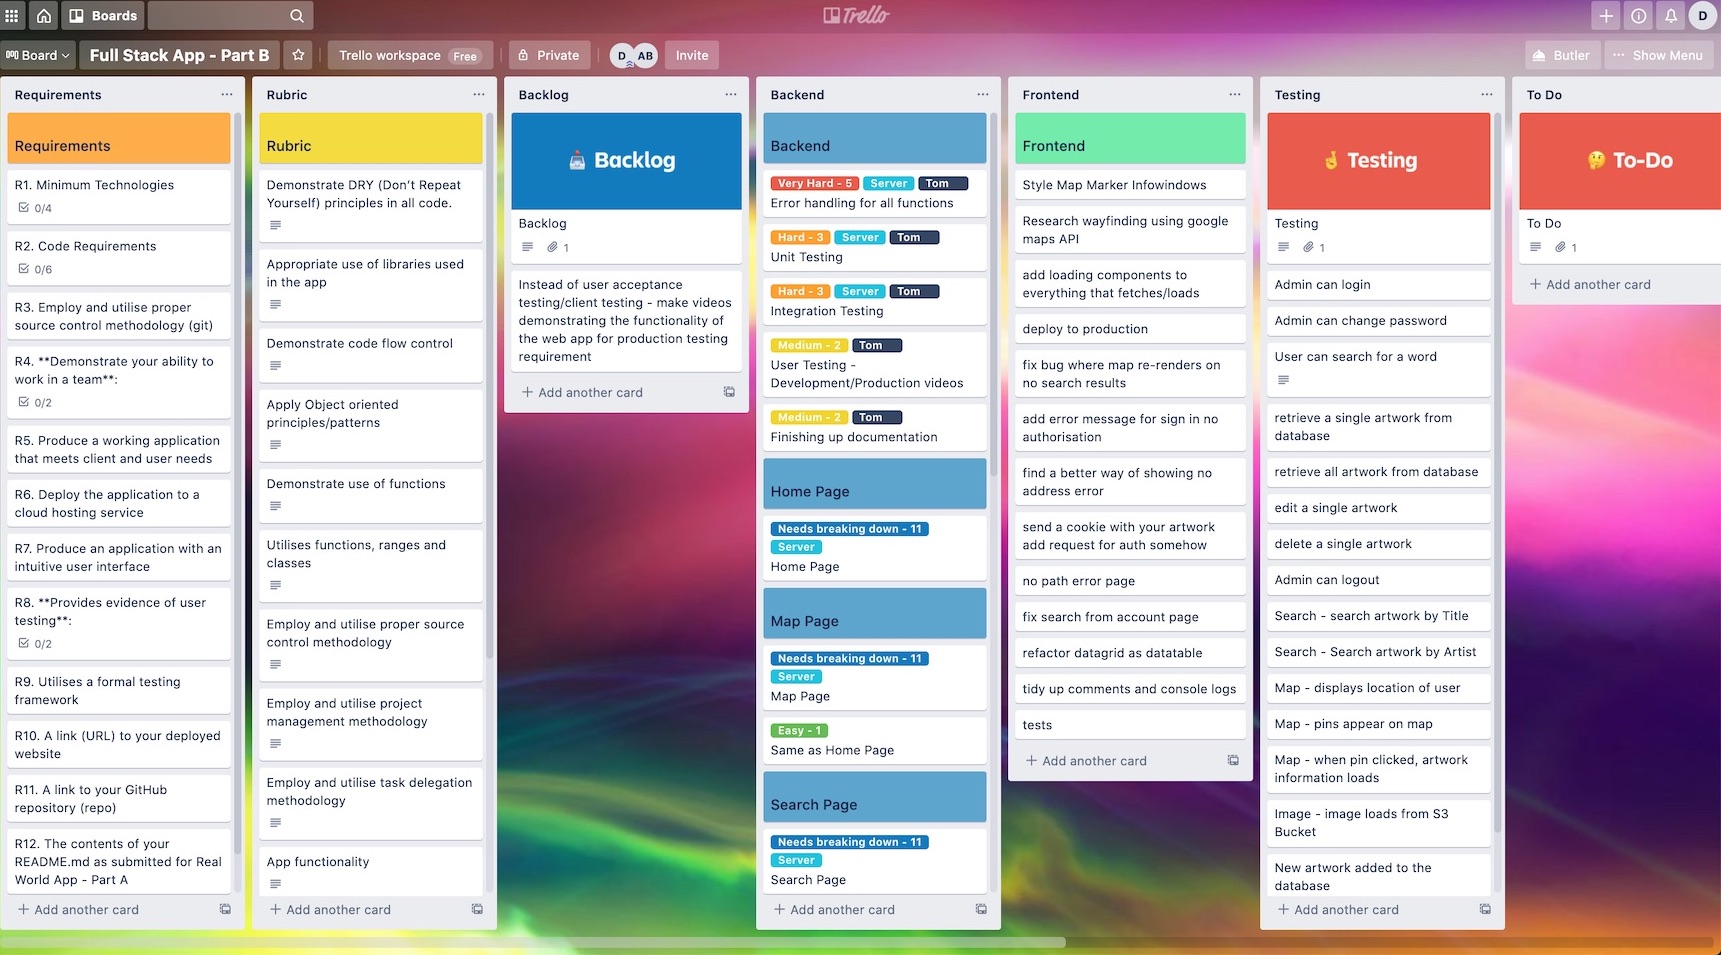 Boards
Trello
D
Board
Full Stack App - Part B
Trello workspace Free
Private
D AB
Invite
Butler
Show Menu
Requirements
Requirements
R1. Minimum Technologies
0/4
R2. Code Requirements
0/6
R3. Employ and utilise proper
source control methodology (git)
R4. **Demonstrate your ability to
work in a team**:
0/2
R5. Produce a working application
that meets client and user needs
R6. Deploy the application to a
cloud hosting service
R7. Produce an application with an
intuitive user interface
R8. **Provides evidence of user
testing**:
0/2
R9. Utilises a formal testing
framework
R10. A link (URL) to your deployed
website
R11. A link to your GitHub
repository (repo)
R12. The contents of your
README.md as submitted for Real
World App - Part A
+ Add another card
Rubric
Rubric
Demonstrate DRY (Don't Repeat
Yourself) principles in all code.
Appropriate use of libraries used
in the app
Demonstrate code flow control
Apply Object oriented
principles/patterns
Demonstrate use of functions
Utilises functions, ranges and
classes
Employ and utilise proper source
control methodology
Employ and utilise project
management methodology
Employ and utilise task delegation
methodology
App functionality
+ Add another card
Backlog
Backlog
Backlog
1
Instead of user acceptance
testing/client testing - make videos
demonstrating the functionality of
the web app for production testing
requirement
+ Add another card
Backend
Backend
Very Hard - 5 Server Tom
Error handling for all functions
Hard - 3 Server Tom
Unit Testing
Hard - 3 Server Tom
Integration Testing
Medium - 2 Tom
User Testing -
Development/Production videos
Medium - 2 Tom
Finishing up documentation
Home Page
Needs breaking down - 11
Server
Home Page
Map Page
Needs breaking down - 11
Server
Map Page
Easy - 1
Same as Home Page
Search Page
Needs breaking down - 11
Server
Search Page
+ Add another card
Frontend
Frontend
Style Map Marker Infowindows
Research wayfinding using google
maps API
add loading components to
everything that fetches/loads
deploy to production
fix bug where map re-renders on
no search results
add error message for sign in no
authorisation
find a better way of showing no
address error
send a cookie with your artwork
add request for auth somehow
no path error page
fix search from account page
refactor datagrid as datatable
tidy up comments and console logs
tests
+ Add another card
Testing
Testing
Testing
1
Admin can login
Admin can change password
User can search for a word
retrieve a single artwork from
database
retrieve all artwork from database
edit a single artwork
delete a single artwork
Admin can logout
Search - search artwork by Title
Search - Search artwork by Artist
Map - displays location of user
Map - pins appear on map
Map - when pin clicked, artwork
information loads
Image - image loads from S3
Bucket
New artwork added to the
database
+ Add another card
To Do
To-Do
To Do
1
+ Add another card